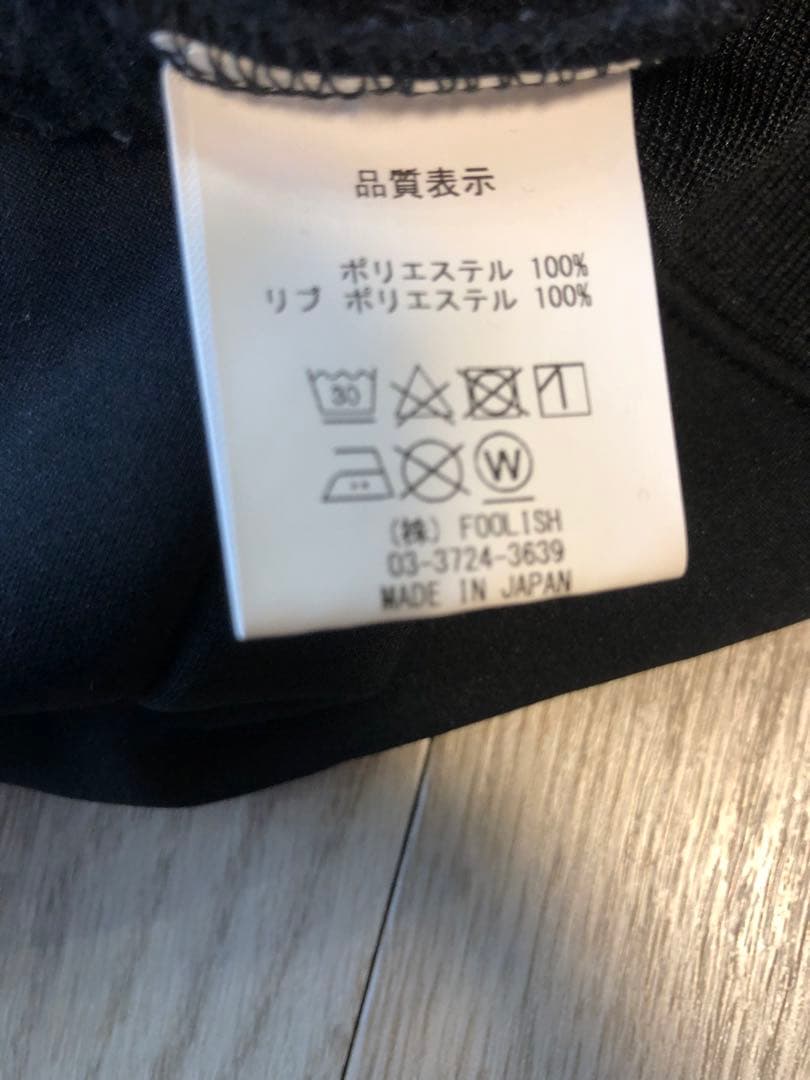 品質表示
ポリエステル 100%
リブ ポリエステル 100%
30
W
(株) FOOLISH
03-3724-3639
MADE IN JAPAN